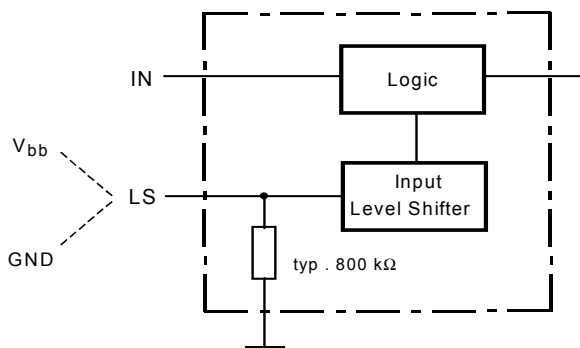 IN
Logic
Vbb
LS
Input
Level Shifter
GND
typ . 800 kΩ